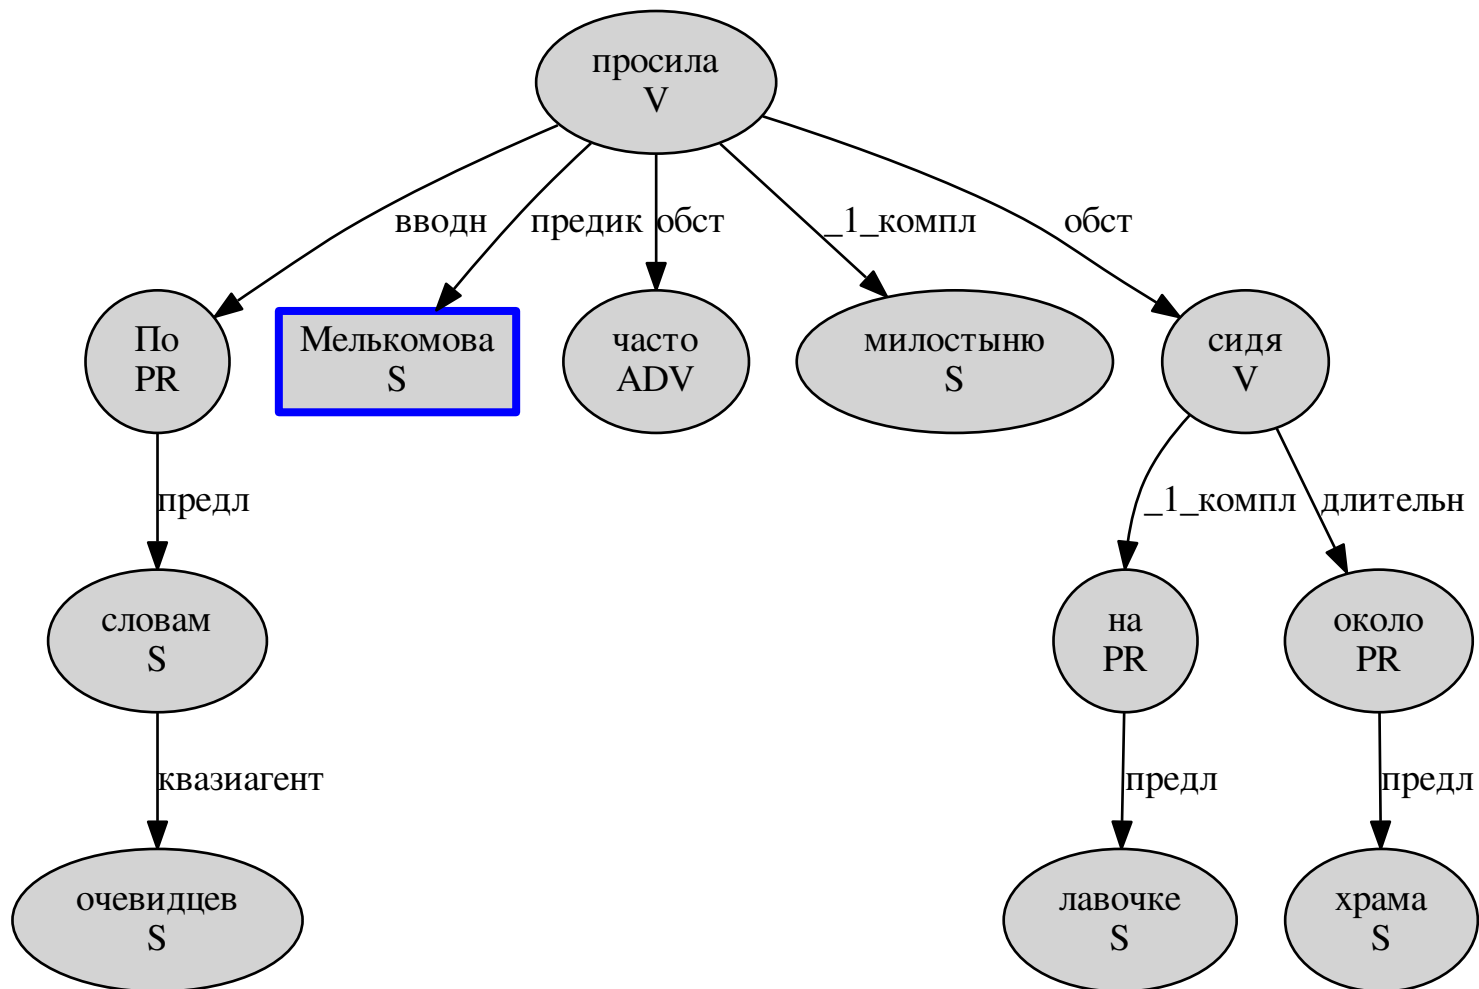 просила
V
вводн
предик
обст
_1_компл
обст
По
PR
Мелькомова
S
часто
ADV
милостыню
S
сидя
V
предл
_1_компл
длительн
словам
S
на
PR
около
PR
квазиагент
предл
предл
очевидцев
S
лавочке
S
храма
S